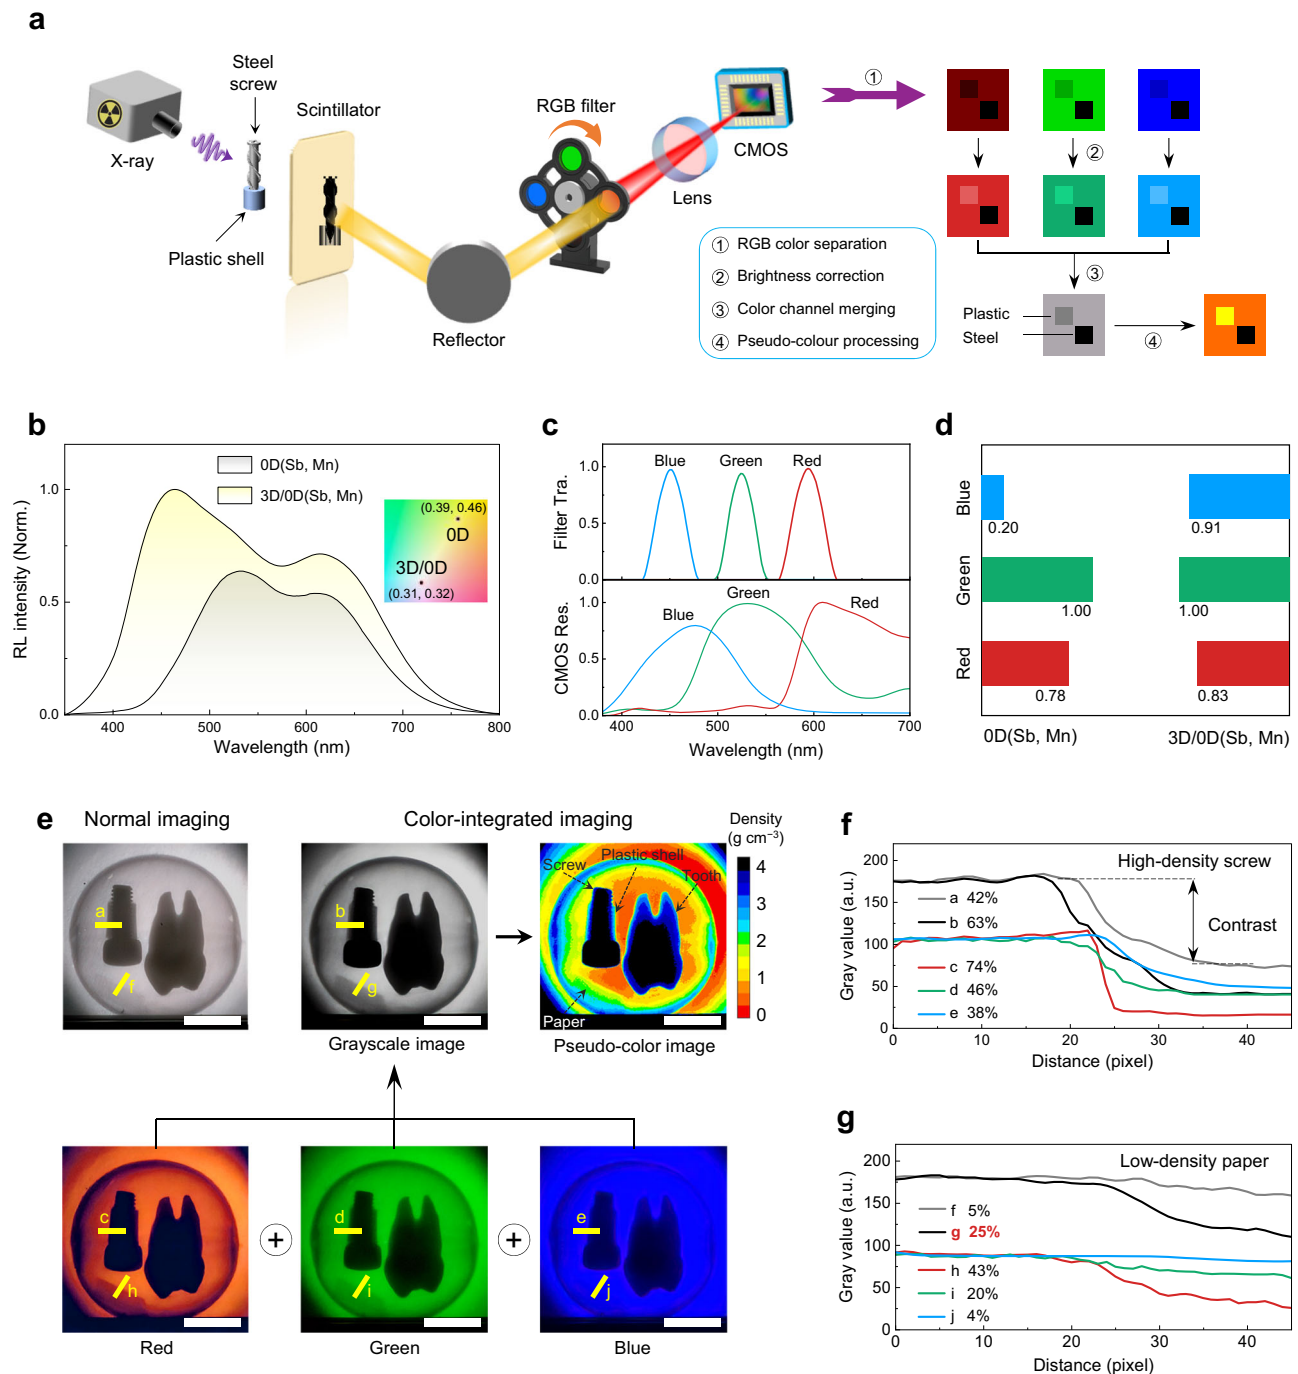 a
Steel
screw
Scintillator
X-ray
Plastic shell
Reflector
RGB filter
Lens
CMOS
①
②
③
④
Plastic
Steel
① RGB color separation
② Brightness correction
③ Color channel merging
④ Pseudo-colour processing
b
0D(Sb, Mn)
3D/0D(Sb, Mn)
(0.39, 0.46)
0D
3D/0D
(0.31, 0.32)
RL intensity (Norm.)
1.0
0.5
0.0
400 500 600 700 800
Wavelength (nm)
c
Blue Green Red
Filter Tra.
1.0
0.5
0.0
Blue Green Red
CMOS Res.
1.0
0.5
0.0
400 500 600 700
Wavelength (nm)
d
Blue
0.20 0.91
Green
1.00 1.00
Red
0.78 0.83
0D(Sb, Mn) 3D/0D(Sb, Mn)
e
Normal imaging
Color-integrated imaging
Density
(g cm⁻³)
4
3
2
1
0
a
f
b
g
Screw
Plastic shell
Tooth
Paper
Grayscale image
Pseudo-color image
c
h
+
d
i
+
e
j
Red
Green
Blue
f
High-density screw
Contrast
a 42%
b 63%
c 74%
d 46%
e 38%
Gray value (a.u.)
200
150
100
50
0
0 10 20 30 40
Distance (pixel)
g
Low-density paper
f 5%
g 25%
h 43%
i 20%
j 4%
Gray value (a.u.)
200
150
100
50
0
0 10 20 30 40
Distance (pixel)